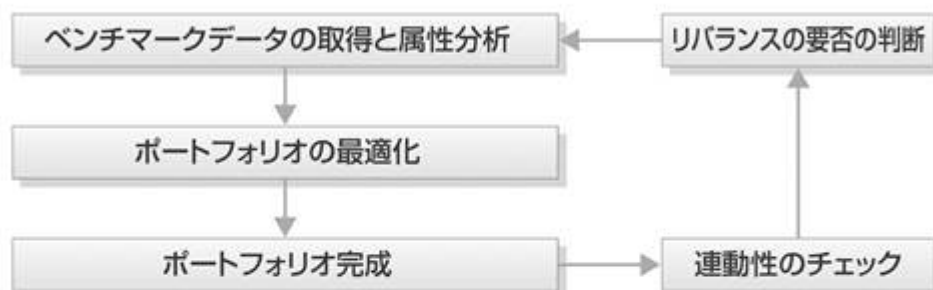 ベンチマークデータの取得と属性分析
リバランスの要否の判断
ポートフォリオの最適化
ポートフォリオ完成
連動性のチェック